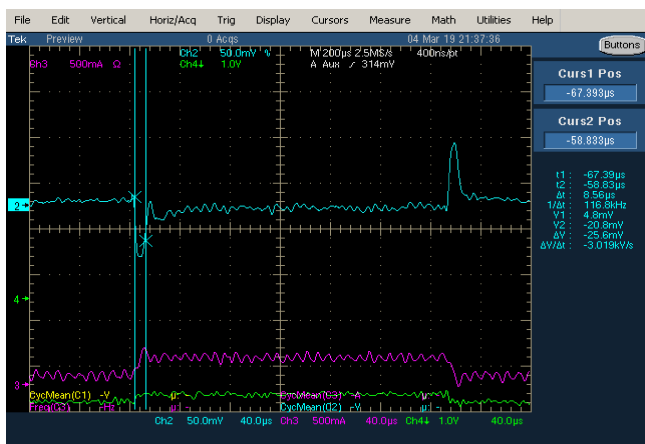 File Edit Vertical Horiz/Acq Trig Display Cursors Measure Math Utilities Help
Tek Preview 0 Acqs 04 Mar 19 21:37:36 Buttons
Ch2 50.0mV M 200µs 2.5MS/s 400ns/pt
Ch3 500mA Ω Ch4 1.0V A Aux 314mV
Curs1 Pos
-67.393µs
Curs2 Pos
-58.833µs
t1 : -67.39µs
t2 : -58.83µs
Δt : 8.56µs
1/Δt : 116.8kHz
V1 : 4.8mV
V2 : -20.8mV
ΔV : -25.6mV
ΔV/Δt : -3.019kV/s
2
4
3
CycMean(C1) -V µ:
Freq(C3) -Hz CycMean(C2) -V µ:
Ch2 50.0mV 40.0µs Ch3 500mA 40.0µs Ch4 1.0V 40.0µs